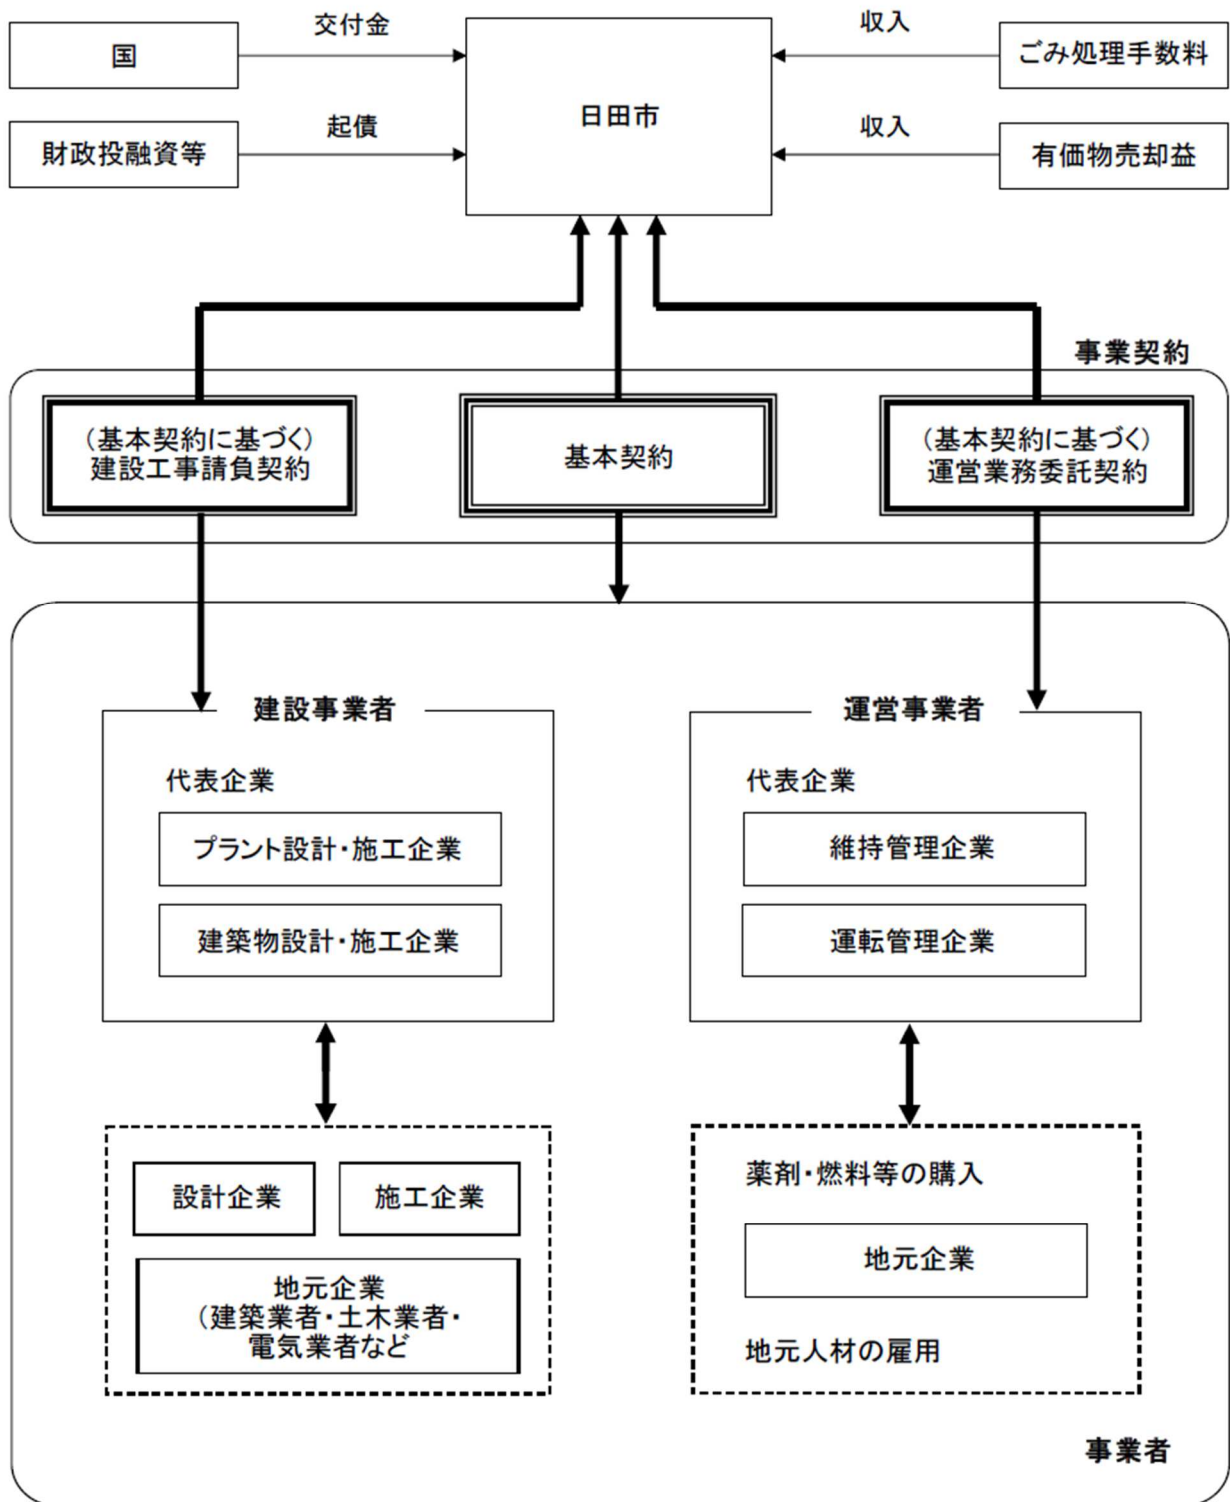 国
交付金
日田市
収入
ごみ処理手数料
財政投融資等
起債
収入
有価物売却益
事業契約
（基本契約に基づく）
建設工事請負契約
基本契約
（基本契約に基づく）
運営業務委託契約
建設事業者
代表企業
プラント設計・施工企業
建築物設計・施工企業
運営事業者
代表企業
維持管理企業
運転管理企業
設計企業
施工企業
地元企業
（建築業者・土木業者・
電気業者など
薬剤・燃料等の購入
地元企業
地元人材の雇用
事業者